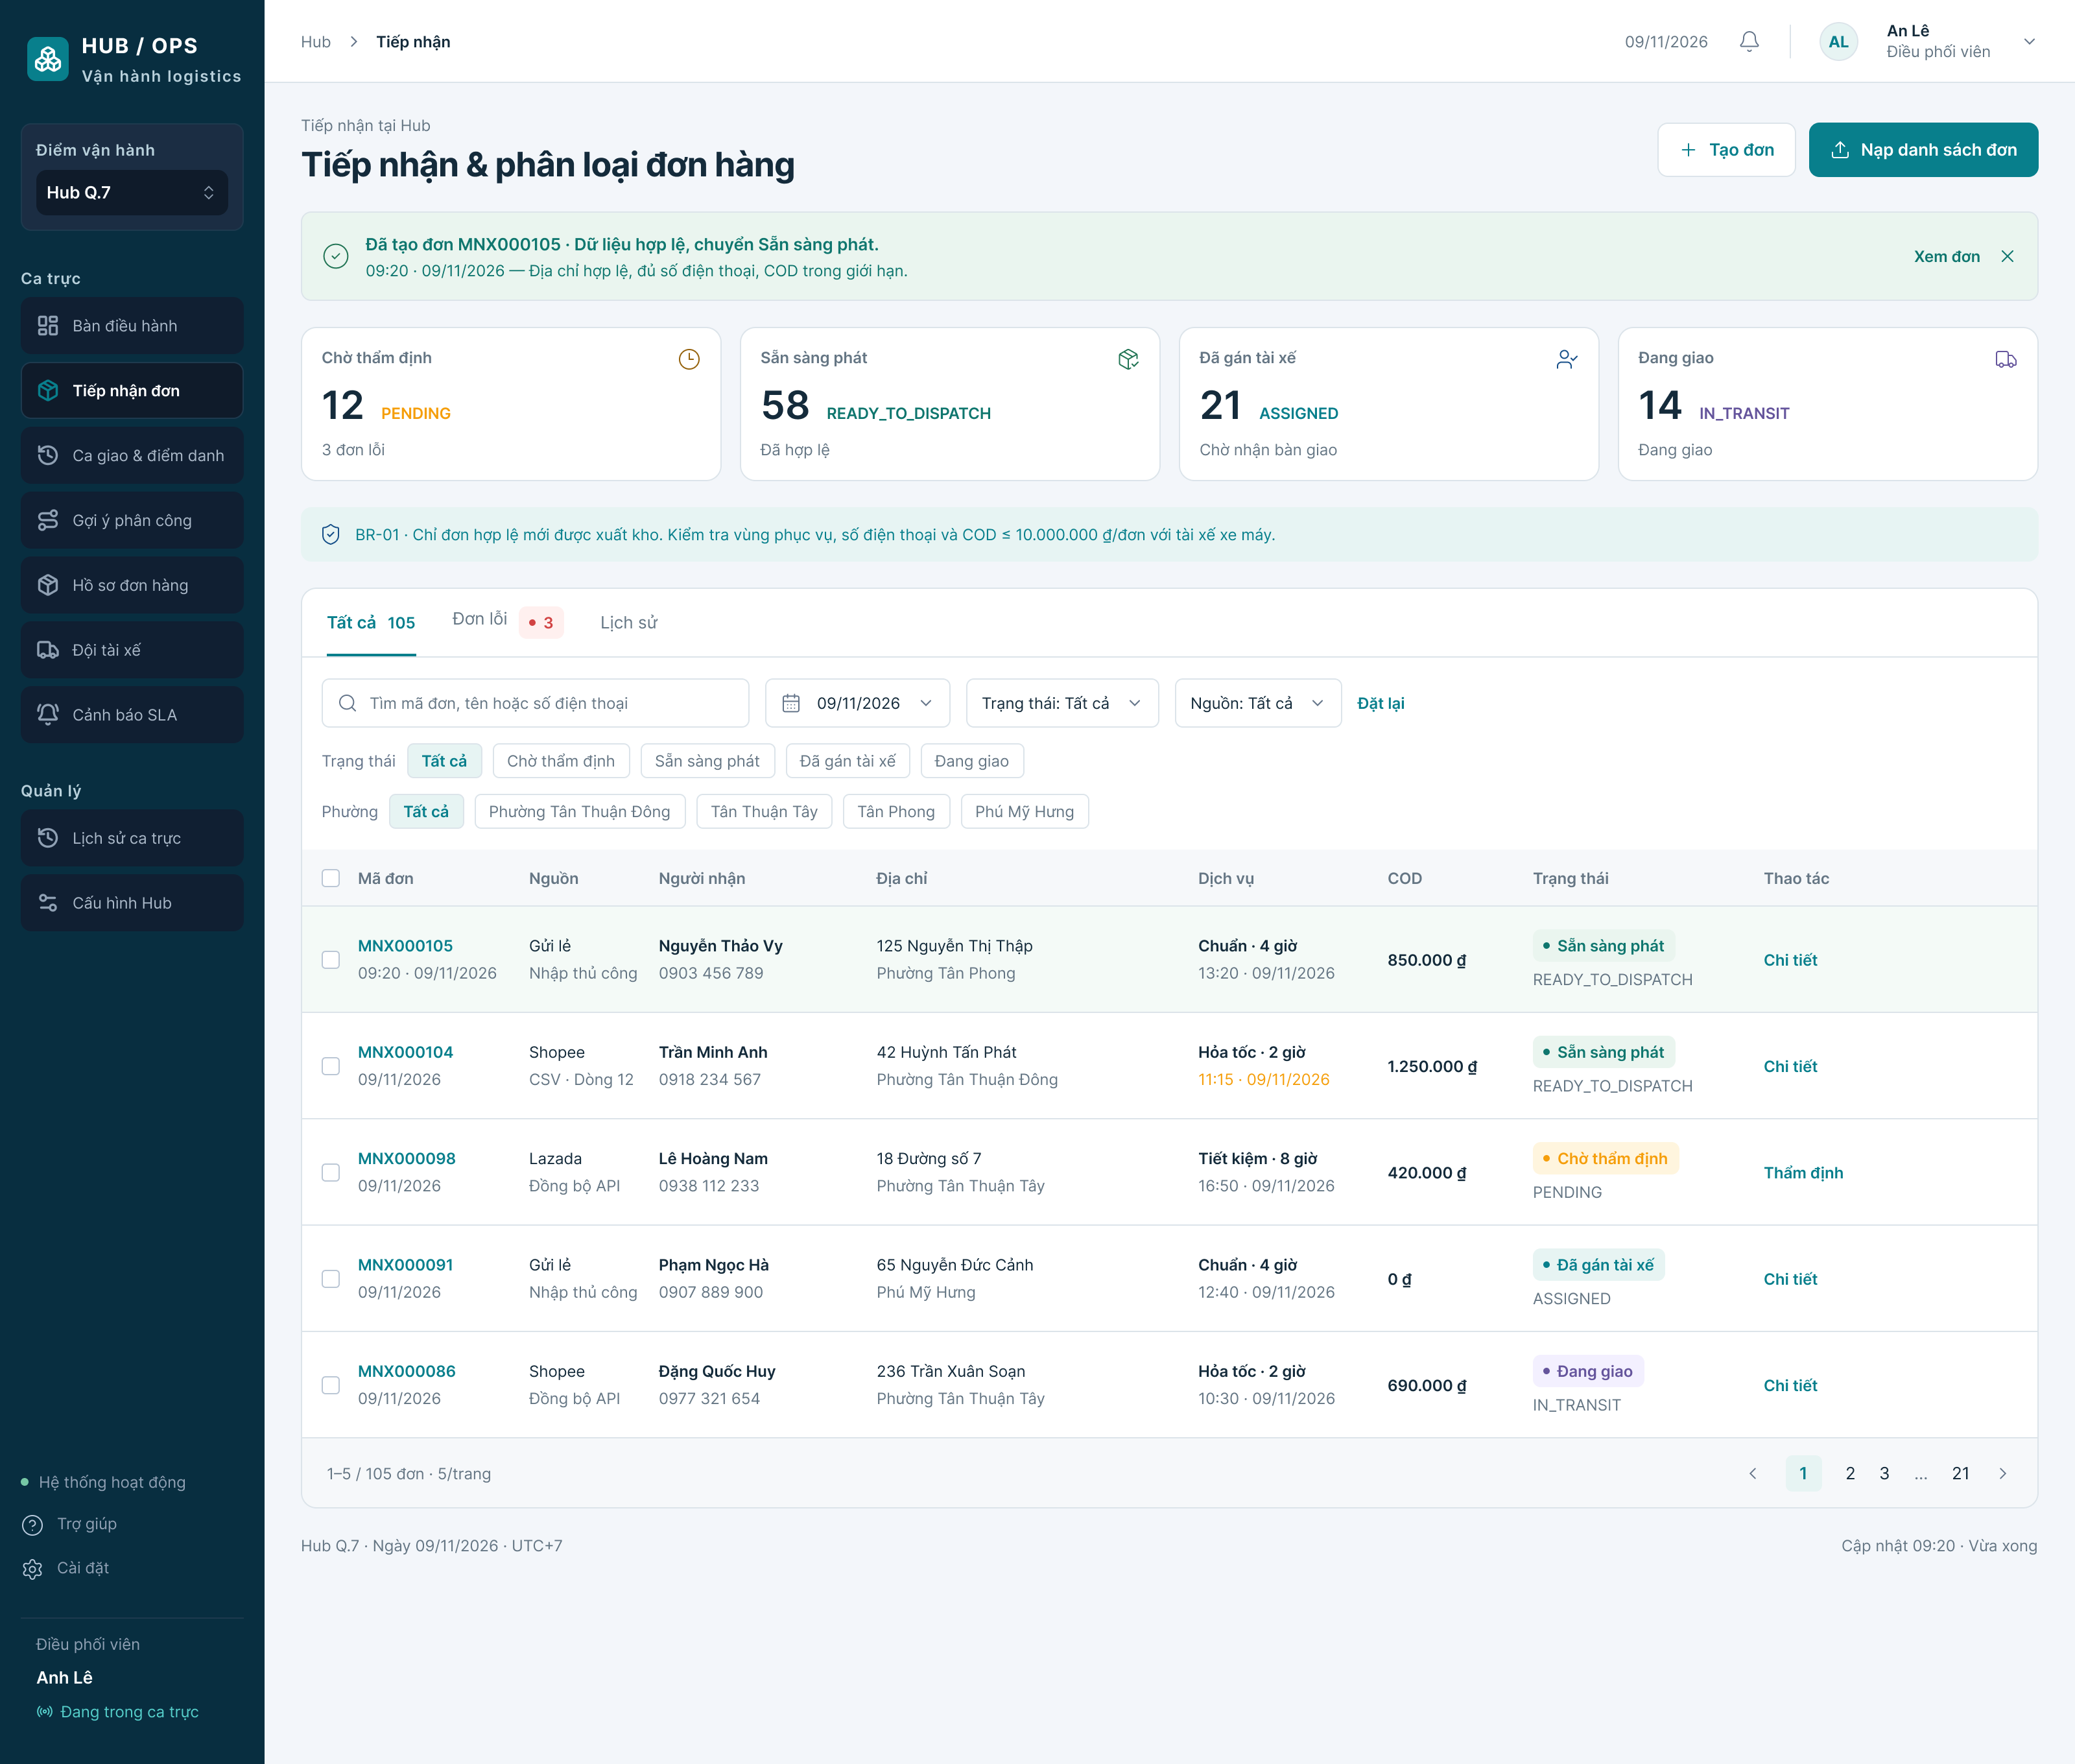 HUB / OPS
Vận hành logistics
Điểm vận hành
Hub Q.7
Ca trực
Bàn điều hành
Tiếp nhận đơn
Ca giao & điểm danh
Gợi ý phân công
Hồ sơ đơn hàng
Đội tài xế
Cảnh báo SLA
Quản lý
Lịch sử ca trực
Cấu hình Hub
Hệ thống hoạt động
Trợ giúp
Cài đặt
Điều phối viên
Anh Lê
Đang trong ca trực
Hub
Tiếp nhận
09/11/2026
AL
An Lê
Điều phối viên
Tiếp nhận tại Hub
Tiếp nhận & phân loại đơn hàng
Tạo đơn
Nạp danh sách đơn
Đã tạo đơn MNX000105 · Dữ liệu hợp lệ, chuyển Sẵn sàng phát.
09:20 · 09/11/2026 — Địa chỉ hợp lệ, đủ số điện thoại, COD trong giới hạn.
Xem đơn
Chờ thẩm định
12 PENDING
3 đơn lỗi
Sẵn sàng phát
58 READY_TO_DISPATCH
Đã hợp lệ
Đã gán tài xế
21 ASSIGNED
Chờ nhận bàn giao
Đang giao
14 IN_TRANSIT
Đang giao
BR-01 · Chỉ đơn hợp lệ mới được xuất kho. Kiểm tra vùng phục vụ, số điện thoại và COD ≤ 10.000.000 ₫/đơn với tài xế xe máy.
Tất cả 105 Đơn lỗi 3 Lịch sử
Tìm mã đơn, tên hoặc số điện thoại 09/11/2026 Trạng thái: Tất cả Nguồn: Tất cả Đặt lại
Trạng thái Tất cả Chờ thẩm định Sẵn sàng phát Đã gán tài xế Đang giao
Phường Tất cả Phường Tân Thuận Đông Tân Thuận Tây Tân Phong Phú Mỹ Hưng
Mã đơn Nguồn Người nhận Địa chỉ Dịch vụ COD Trạng thái Thao tác
MNX000105 Gửi lẻ Nguyễn Thảo Vy 125 Nguyễn Thị Thập Chuẩn · 4 giờ 850.000 ₫ Sẵn sàng phát Chi tiết
09:20 · 09/11/2026 Nhập thủ công 0903 456 789 Phường Tân Phong 13:20 · 09/11/2026 READY_TO_DISPATCH
MNX000104 Shopee Trần Minh Anh 42 Huỳnh Tấn Phát Hỏa tốc · 2 giờ 1.250.000 ₫ Sẵn sàng phát Chi tiết
09/11/2026 CSV · Dòng 12 0918 234 567 Phường Tân Thuận Đông 11:15 · 09/11/2026 READY_TO_DISPATCH
MNX000098 Lazada Lê Hoàng Nam 18 Đường số 7 Tiết kiệm · 8 giờ 420.000 ₫ Chờ thẩm định Thẩm định
09/11/2026 Đồng bộ API 0938 112 233 Phường Tân Thuận Tây 16:50 · 09/11/2026 PENDING
MNX000091 Gửi lẻ Phạm Ngọc Hà 65 Nguyễn Đức Cảnh Chuẩn · 4 giờ 0 ₫ Đã gán tài xế Chi tiết
09/11/2026 Nhập thủ công 0907 889 900 Phú Mỹ Hưng 12:40 · 09/11/2026 ASSIGNED
MNX000086 Shopee Đặng Quốc Huy 236 Trần Xuân Soạn Hỏa tốc · 2 giờ 690.000 ₫ Đang giao Chi tiết
09/11/2026 Đồng bộ API 0977 321 654 Phường Tân Thuận Tây 10:30 · 09/11/2026 IN_TRANSIT
1–5 / 105 đơn · 5/trang 1 2 3 ... 21
Hub Q.7 · Ngày 09/11/2026 · UTC+7 Cập nhật 09:20 · Vừa xong